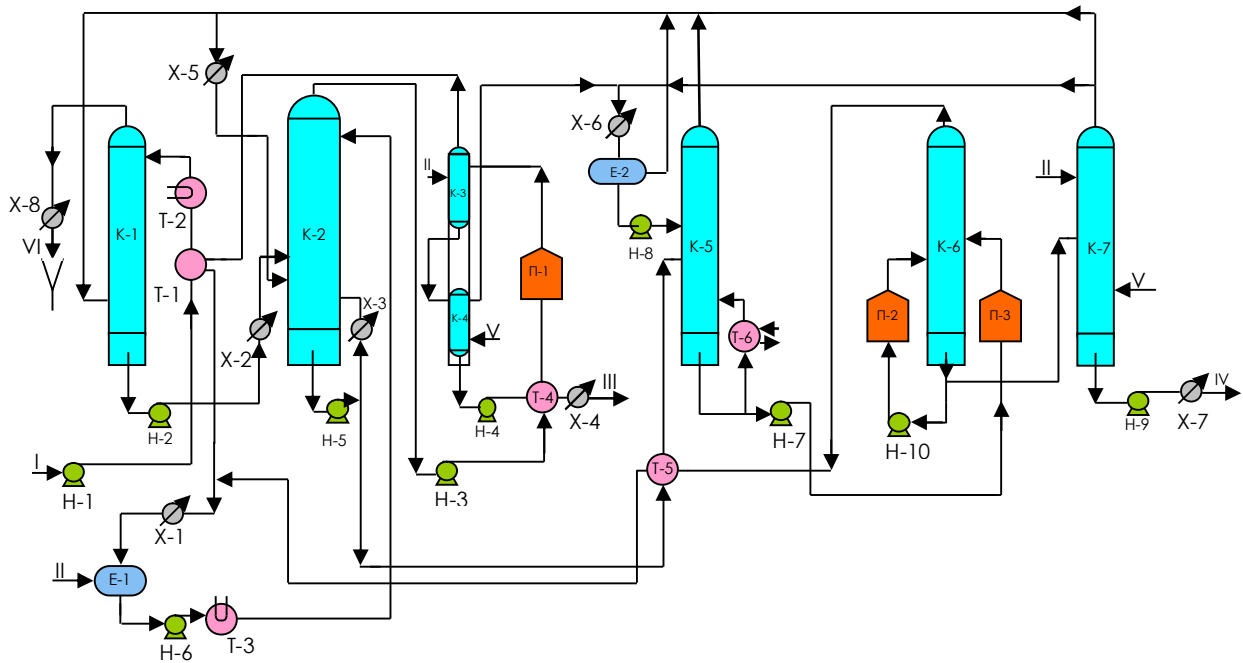 Х-5
Х-6
Е-2
II
К-3
II
Т-2
Х-8
VI
К-1
К-2
Н-8
К-5
К-6
К-7
Т-1
П-1
V
Х-3
К-4
V
П-2
П-3
Т-6
Х-2
III
IV
Т-4
Х-4
Х-7
Н-2
Н-5
Н-4
Н-7
Н-10
Н-9
I
Н-1
Н-3
Т-5
Х-1
II
Е-1
Н-6
Т-3